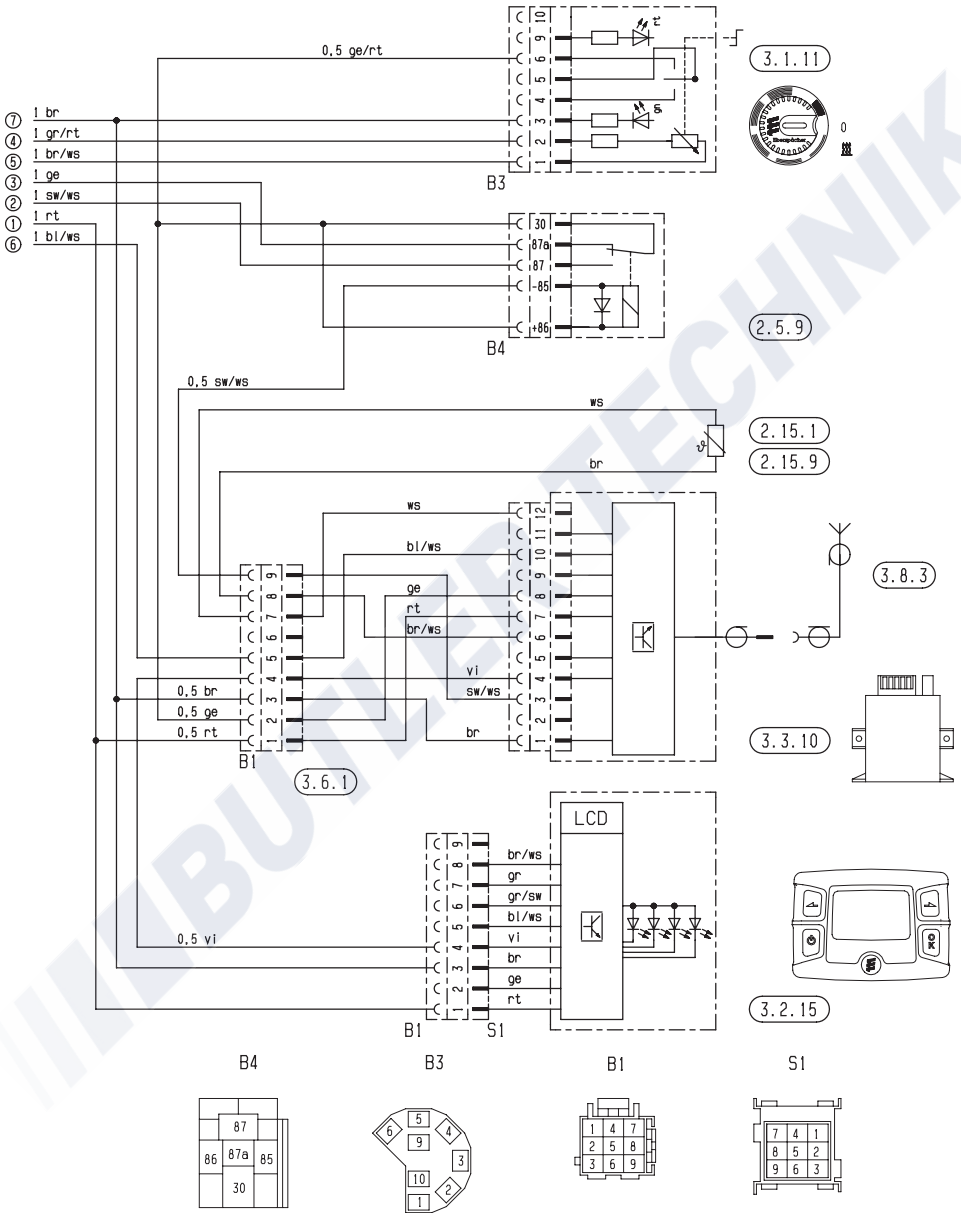 10
9
6
5
4
3
2
1
rt
gr
0,5 ge/rt
3.1.11
Eberspächer
0
B3
7 1 br
4 1 gr/rt
5 1 br/ws
3 1 ge
2 1 sw/ws
1 1 rt
6 1 bl/ws
30
87a
87
-85
+86
B4
2.5.9
0,5 sw/ws
ws
2.15.1
2.15.9
br
ϑ
ws
bl/ws
ge
rt
br/ws
vi
sw/ws
br
12
11
10
9
8
7
6
5
4
3
2
1
3.8.3
9
8
7
6
5
4
3
2
1
0,5 br
0,5 ge
0,5 rt
B1
3.6.1
3.3.10
LCD
9
8
7
6
5
4
3
2
1
br/ws
gr
gr/sw
bl/ws
vi
br
ge
rt
0,5 vi
B1
S1
OK
3.2.15
B4
B3
B1
S1
87
86 87a 85
30
6 5 4
9
3
10
1 2
1 4 7
2 5 8
3 6 9
7 4 1
8 5 2
9 6 3
BUTLER TECHNIK